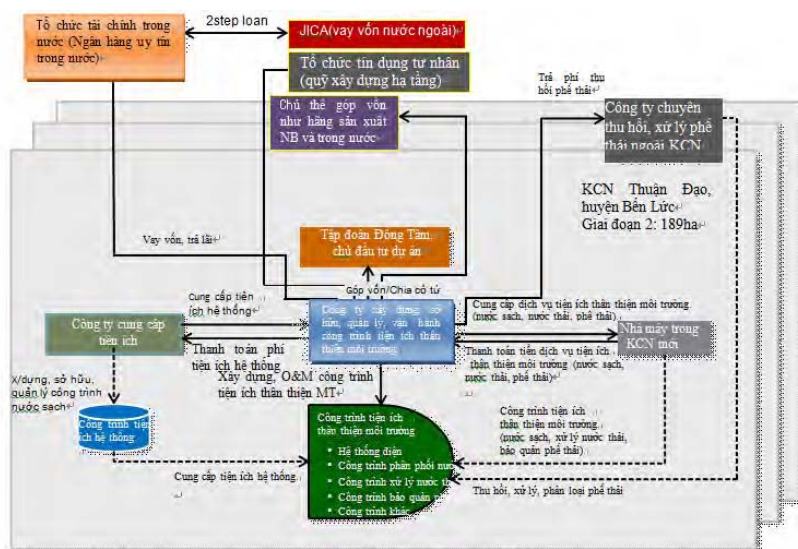 Tổ chức tài chính trong
nước (Ngân hàng uy tín
trong nước)
2step loan
JICA(vay vốn nước ngoài)
Tổ chức tín dụng tư nhân
(quỹ xây dựng hạ tầng)
Chủ thể góp vốn
như hãng sản xuất
NB và trong nước
Trả phí thu
hồi phế thải
Công ty chuyên
thu hồi, xử lý phế
thải ngoài KCN
KCN Thuận Đạo,
huyện Bến Lức
Giai đoạn 2: 189ha
Vay vốn, trả lãi
Tập đoàn Đồng Tâm,
chủ đầu tư dự án
Góp vốn/Chia cổ tứ
Cung cấp tiện
ích hệ thống
Công ty cung cấp
tiện ích
Công ty xây dựng, sở
hữu, quản lý, vận hành
công trình tiện ích thân
thiện môi trường
Cung cấp dịch vụ tiện ích thân thiện môi trường
(nước sạch, nước thải, phế thải)
Nhà máy trong
KCN mới
Thanh toán phí
tiện ích hệ thống
Thanh toán tiền dịch vụ tiện ích
thân thiện môi trường (nước sạch,
nước thải, phế thải)
X/dựng, sở hữu,
quản lý công trình
nước sạch
Xây dựng, O&M công trình
tiện ích thân thiện MT
Công trình tiện
ích hệ thống
Công trình tiện ích
thân thiện môi trường
Hệ thống điện
Công trình phân phối nướ
Công trình xử lý nước th
Công trình bảo quản p
Công trình khác
Công trình tiện ích
thân thiện môi trường
(nước sạch, xử lý nước thải,
bảo quản phế thải)
Cung cấp tiện ích hệ thống
Thu hồi, xử lý, phân loại phế thải